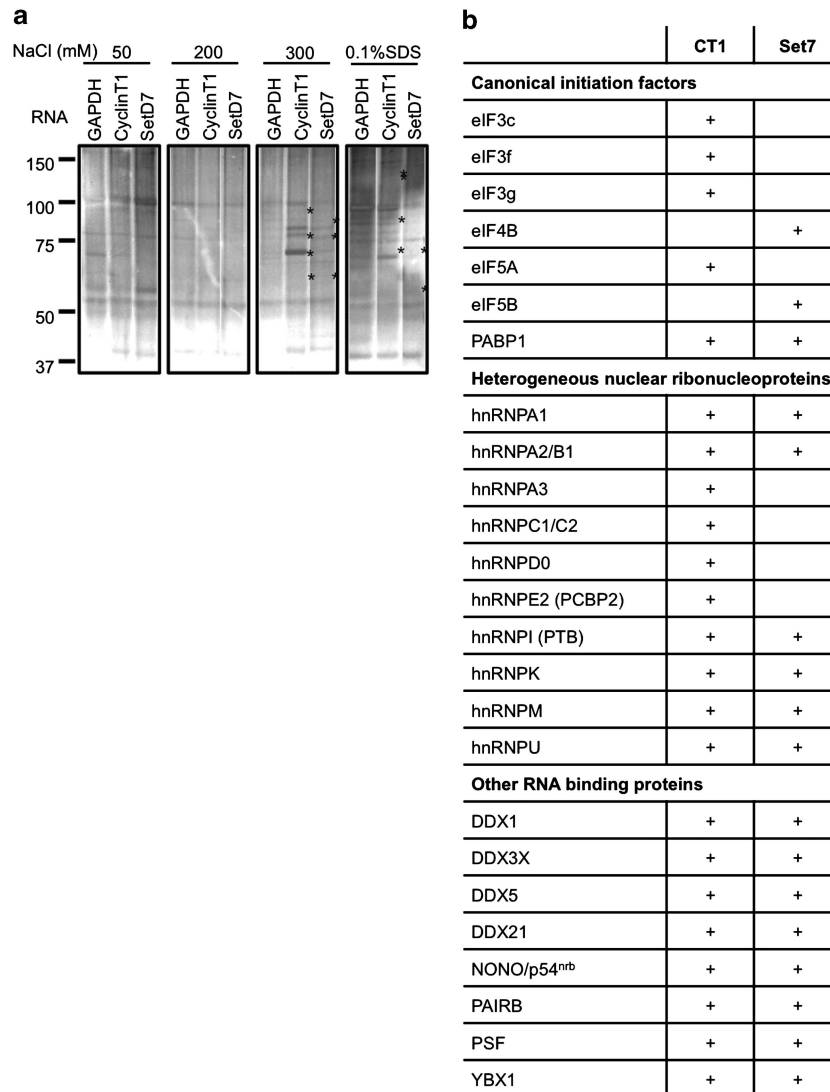 a
NaCl (mM) 50 200 300 0.1%SDS
RNA GAPDH CyclinT1 SetD7 GAPDH CyclinT1 SetD7 GAPDH CyclinT1 SetD7 GAPDH CyclinT1 SetD7
150
100
75
50
37
b
CT1 Set7
Canonical initiation factors
eIF3c +
eIF3f +
eIF3g +
eIF4B +
eIF5A +
eIF5B +
PABP1 + +
Heterogeneous nuclear ribonucleoproteins
hnRNPA1 + +
hnRNPA2/B1 + +
hnRNPA3 +
hnRNPC1/C2 +
hnRNPD0 +
hnRNPE2 (PCBP2) +
hnRNPI (PTB) + +
hnRNPK + +
hnRNPM + +
hnRNPU + +
Other RNA binding proteins
DDX1 + +
DDX3X + +
DDX5 + +
DDX21 + +
NONO/p54nrb + +
PAIRB + +
PSF + +
YBX1 + +